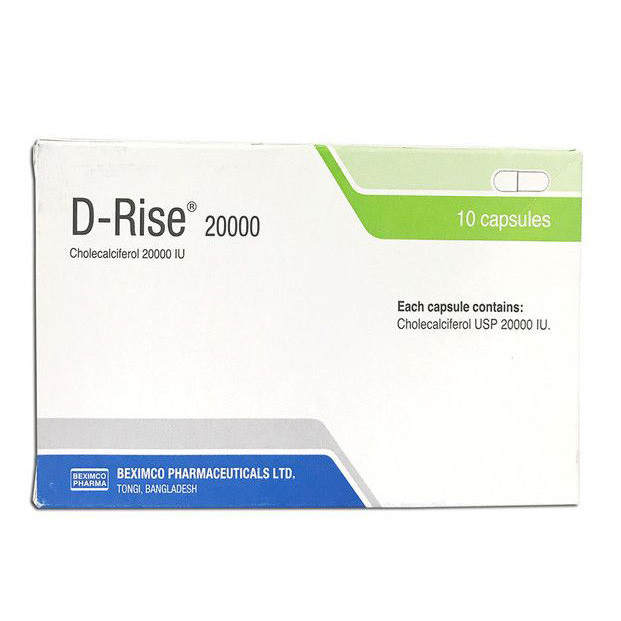 D-Rise® 20000
Cholecalciferol 20000 IU
10 capsules
Each capsule contains:
Cholecalciferol USP 20000 IU.
BEXIMCO
PHARMA
BEXIMCO PHARMACEUTICALS LTD.
TONGI, BANGLADESH